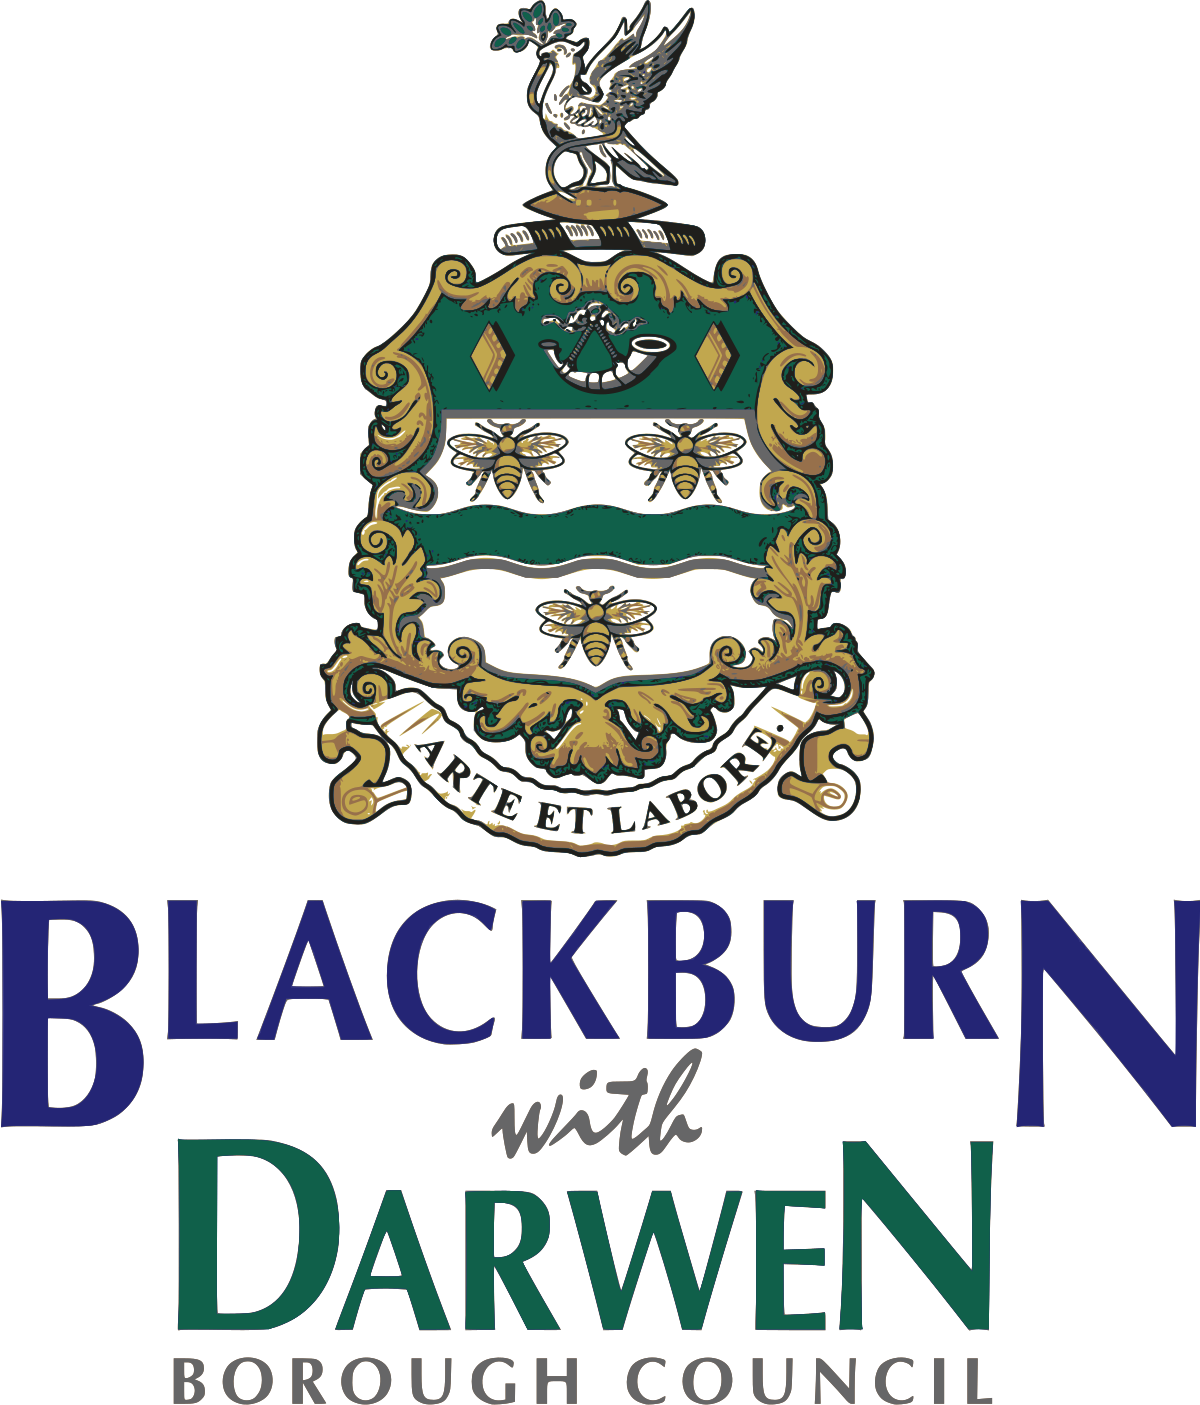 ARTE ET LABORE.
BLACKBURN
with
DARWEN
BOROUGH COUNCIL